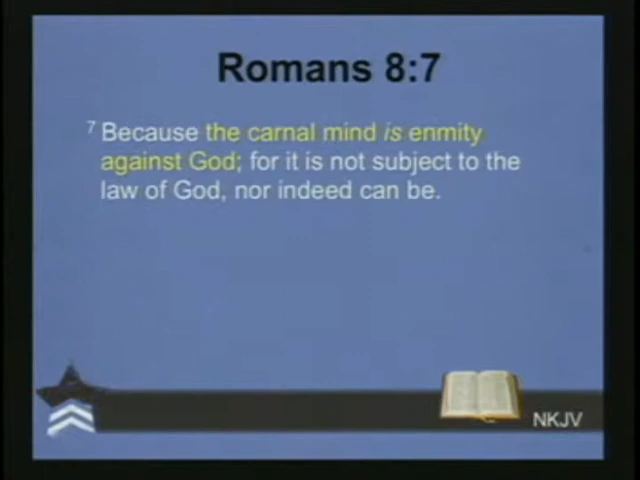 Romans 8:7
7 Because the carnal mind is enmity
against God; for it is not subject to the
law of God, nor indeed can be.
NKJV